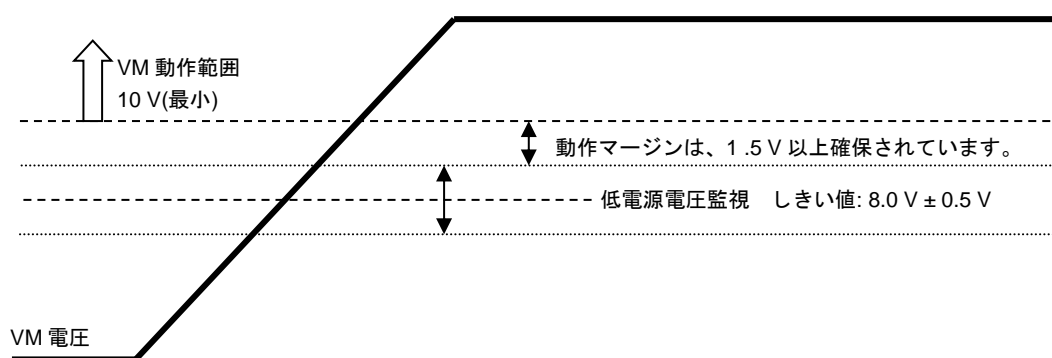 VM 動作範囲
10 V(最小)
動作マージンは、1 .5 V 以上確保されています。
低電源電圧監視　しきい値: 8.0 V ± 0.5 V
VM 電圧